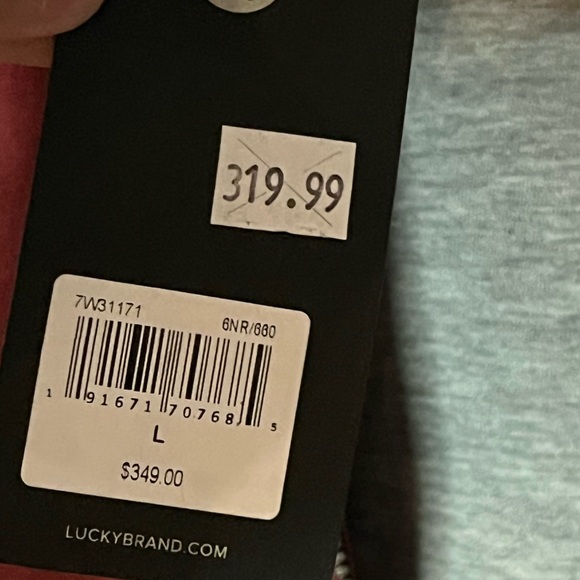 319.99
7W31171
6NR/660
1 91671 70768 5
L
$349.00
LUCKYBRAND.COM